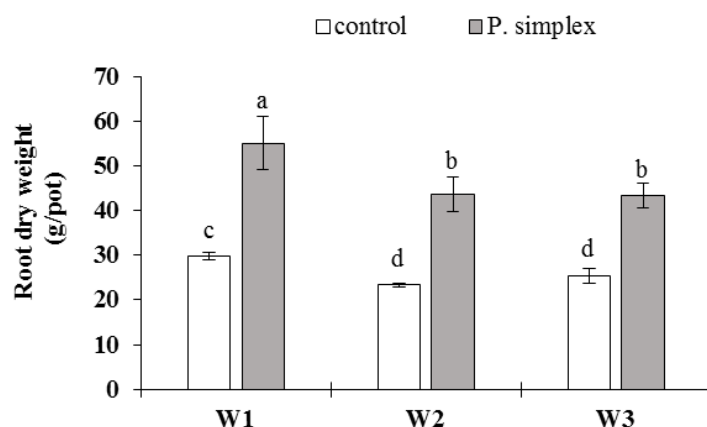 control P. simplex
Root dry weight
(g/pot)
70
60
50
40
30
20
10
0
a
b
b
c
d
d
W1 W2 W3